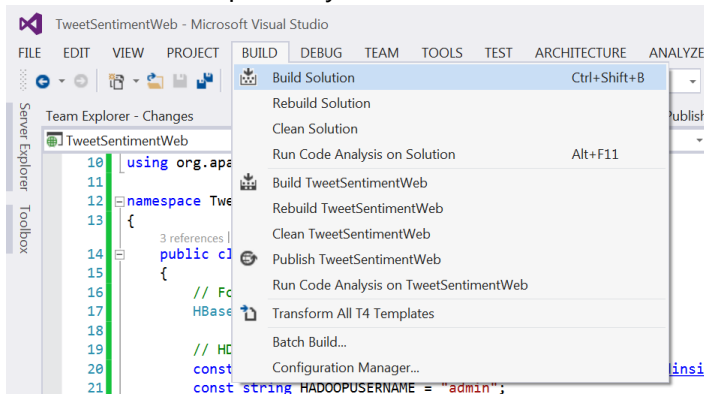 TweetSentimentWeb - Microsoft Visual Studio
FILE EDIT VIEW PROJECT BUILD DEBUG TEAM TOOLS TEST ARCHITECTURE ANALYZE
Build Solution Ctrl+Shift+B
Rebuild Solution
Team Explorer - Changes
Clean Solution
TweetSentimentWeb
Run Code Analysis on Solution Alt+F11
Build TweetSentimentWeb
Rebuild TweetSentimentWeb
Clean TweetSentimentWeb
Publish TweetSentimentWeb
Run Code Analysis on TweetSentimentWeb
Transform All T4 Templates
Batch Build...
Configuration Manager...
Server Explorer
Toolbox
10 using org.apa
11
12 namespace Twe
13 {
3 references |
14 public cl
15 {
16 // Fo
17 HBase
18
19 // HD
20 const
21 const string HADOOPUSERNAME = "admin";